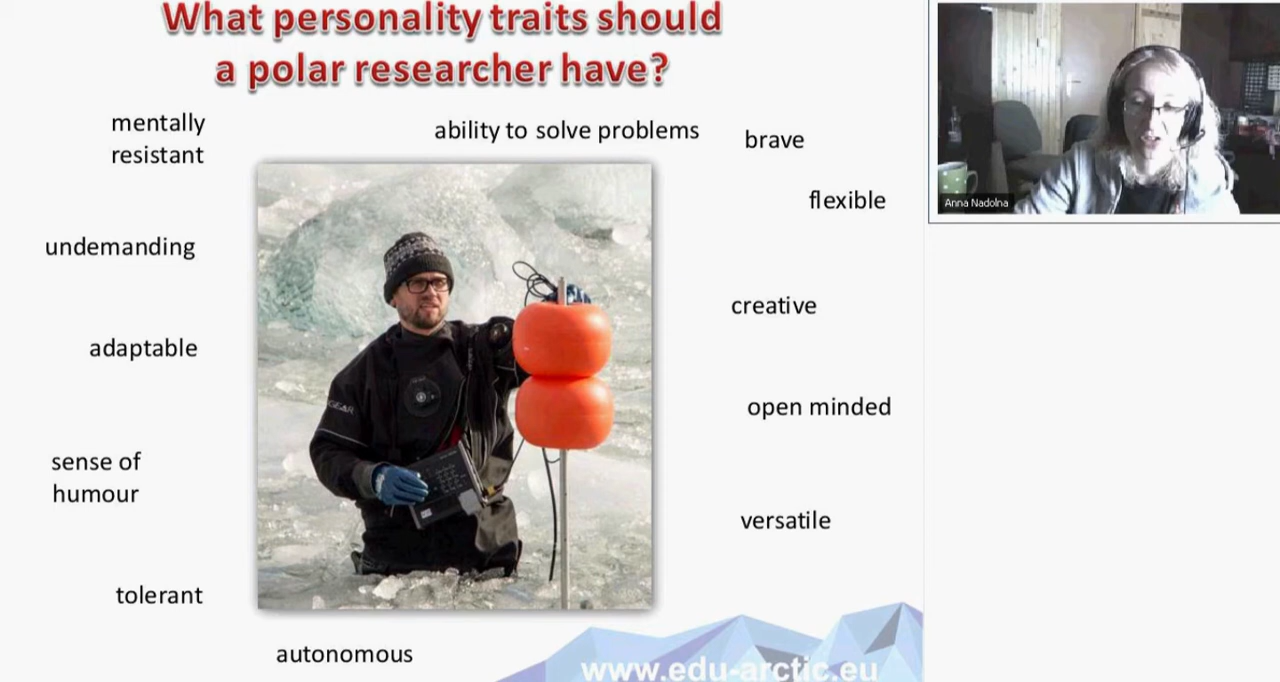 What personality traits should
a polar researcher have?
mentally
resistant
ability to solve problems
brave
flexible
undemanding
creative
adaptable
open minded
sense of
humour
versatile
tolerant
autonomous
www.edu-arctic.eu
Anna Nadolna